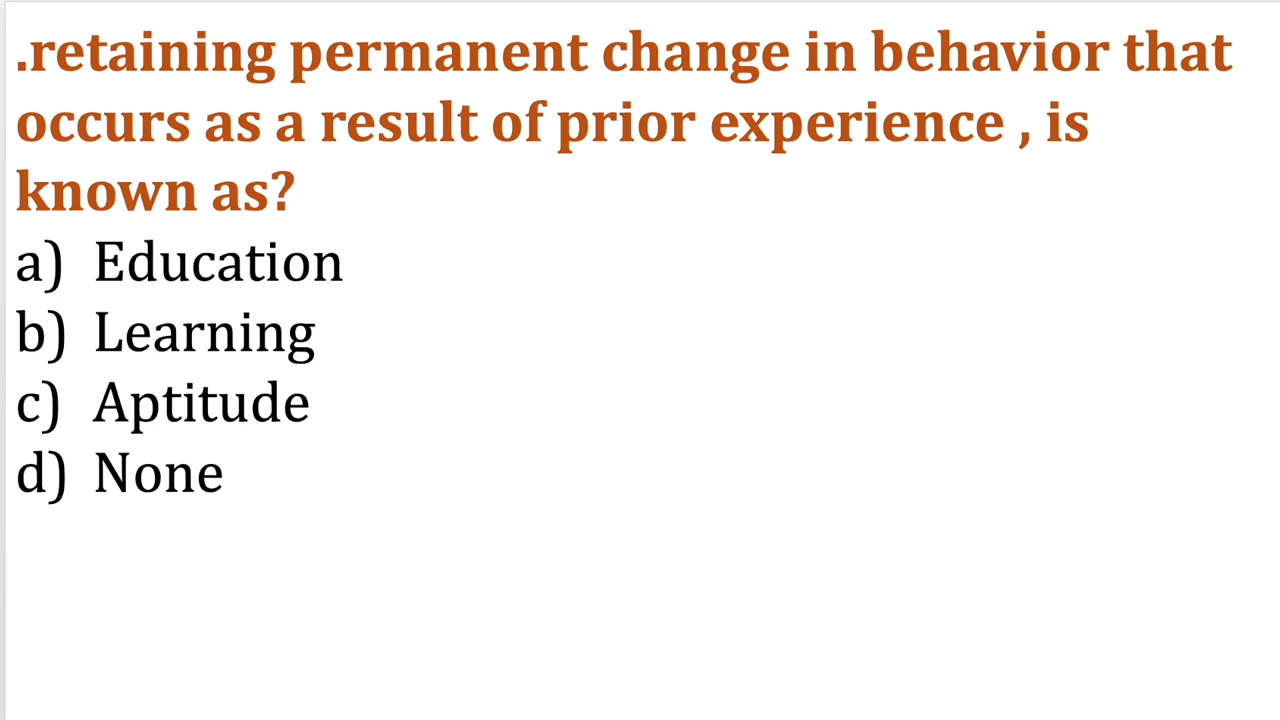 .retaining permanent change in behavior that
occurs as a result of prior experience , is
known as?
a) Education
b) Learning
c) Aptitude
d) None